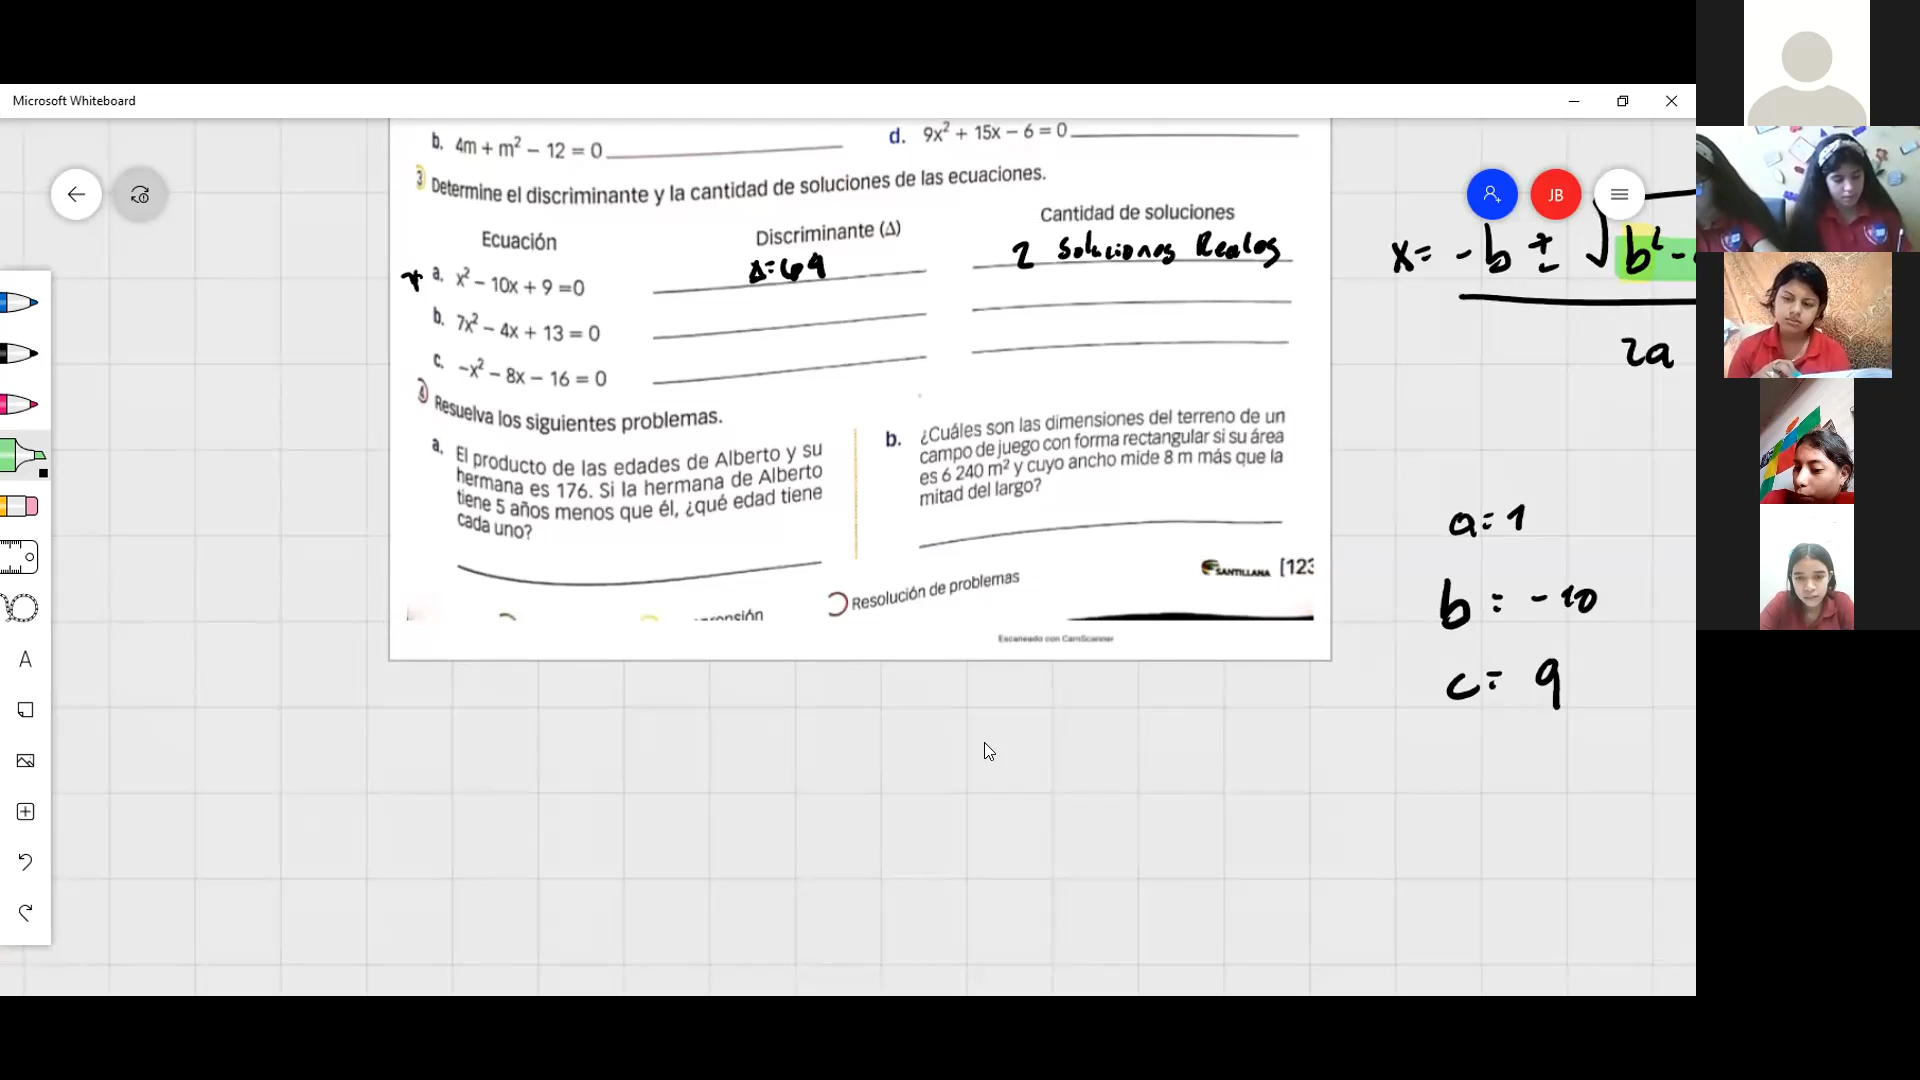 Microsoft Whiteboard
b. 4m + m² − 12 = 0
d. 9x² + 15x − 6 = 0
3 Determine el discriminante y la cantidad de soluciones de las ecuaciones.
Ecuación
Discriminante (Δ)
Cantidad de soluciones
a. x² − 10x + 9 =0
Δ=64
2 Soluciones Reales
b. 7x² − 4x + 13 = 0
c. −x² − 8x − 16 = 0
4 Resuelva los siguientes problemas.
a. El producto de las edades de Alberto y su
hermana es 176. Si la hermana de Alberto
tiene 5 años menos que él, ¿qué edad tiene
cada uno?
b. ¿Cuáles son las dimensiones del terreno de un
campo de juego con forma rectangular si su área
es 6 240 m² y cuyo ancho mide 8 m más que la
mitad del largo?
SANTILLANA [123
Resolución de problemas
Escaneado con CamScanner
JB
x= -b ± √b² -
2a
a=1
b= -10
c= 9
A